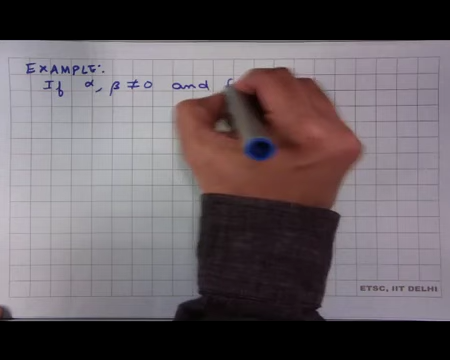 EXAMPLE:
If α, β ≠ 0 and
ETSC, IIT DELHI